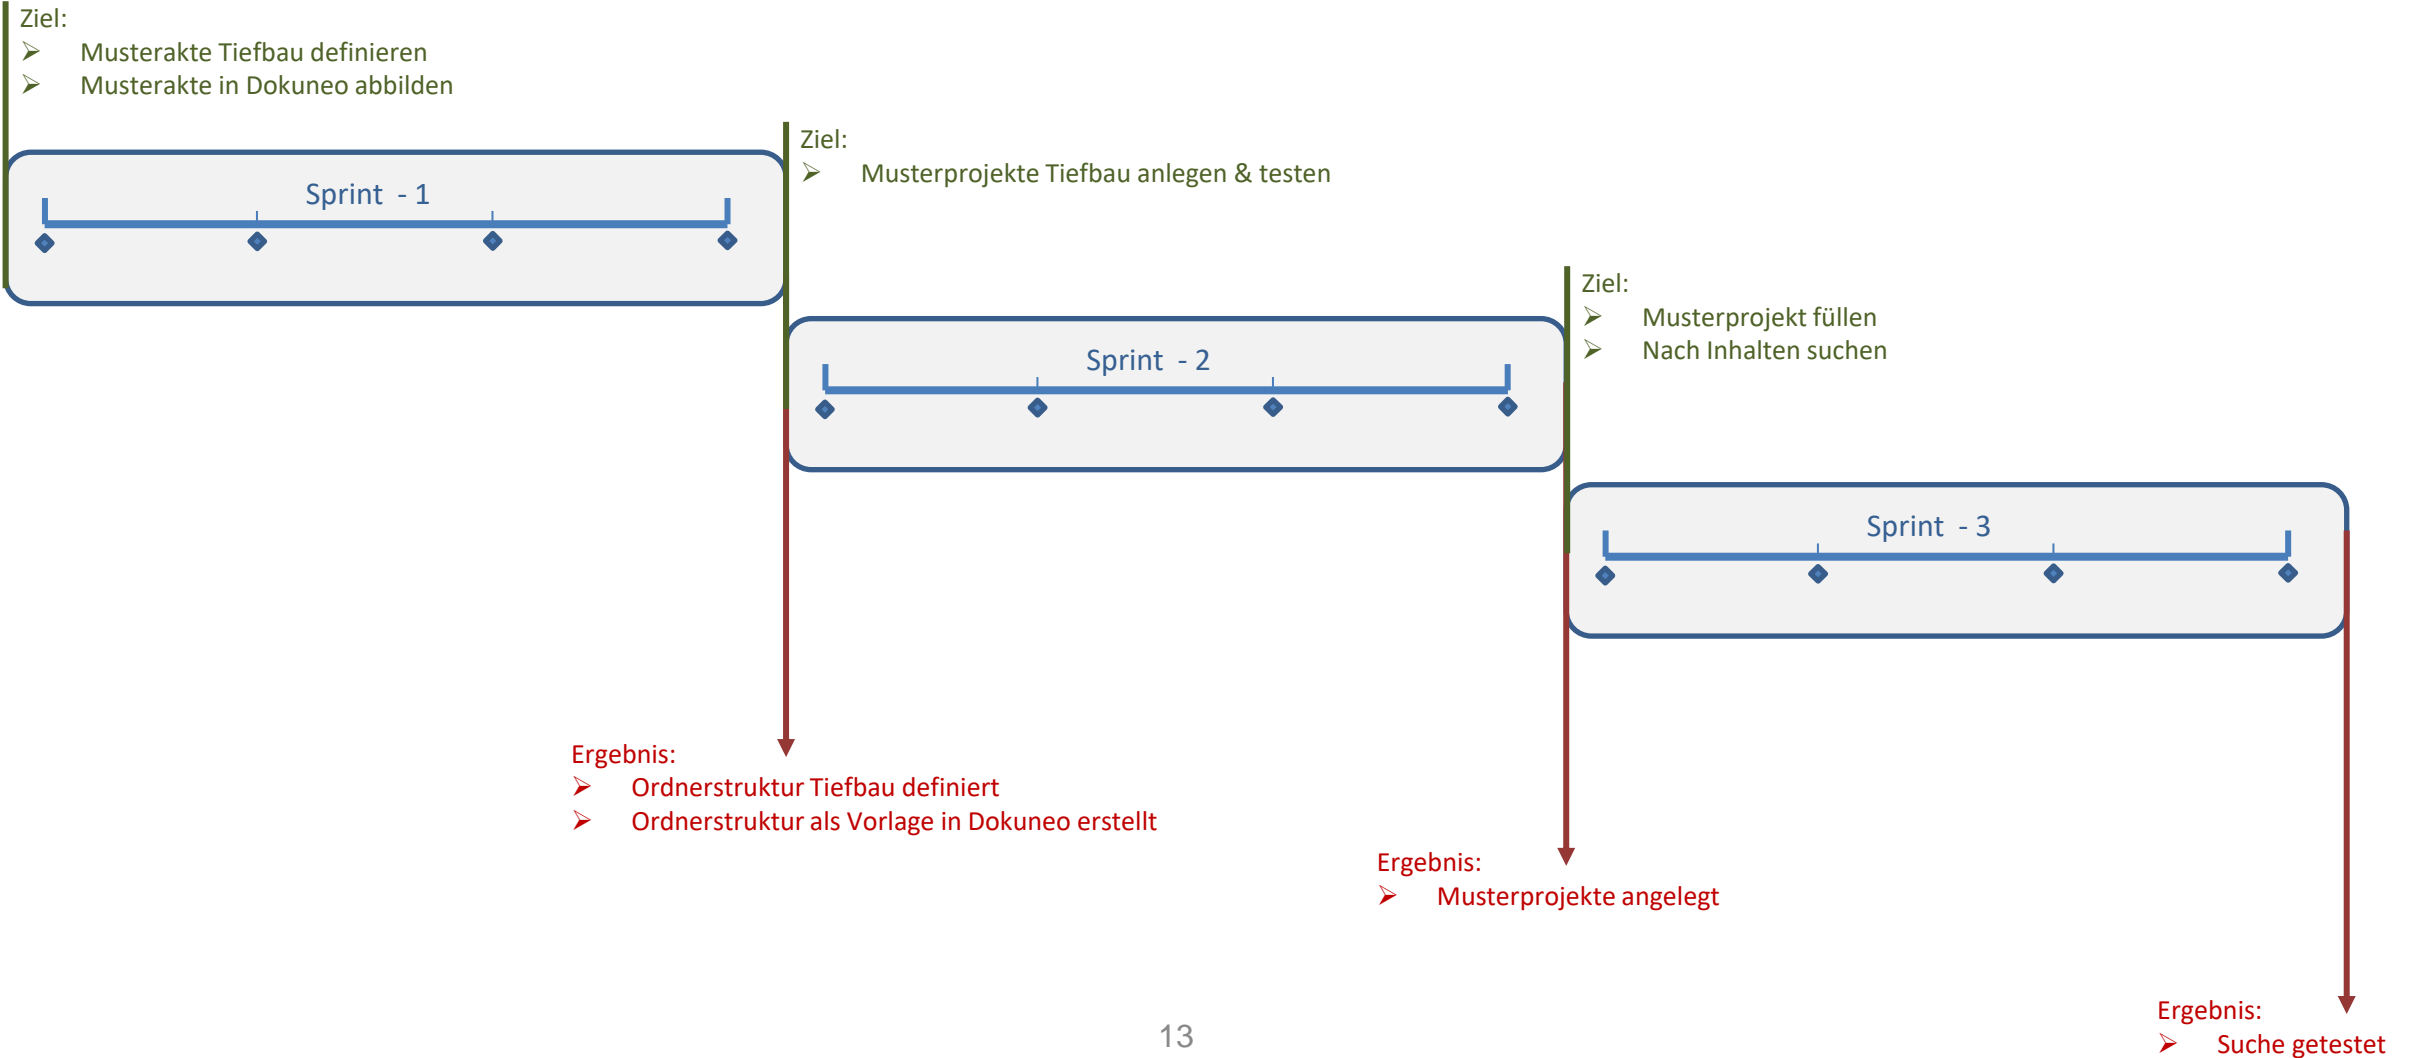 Ziel:
➢ Musterakte Tiefbau definieren
➢ Musterakte in Dokuneo abbilden
Ziel:
➢ Musterprojekte Tiefbau anlegen & testen
Sprint - 1
Ziel:
➢ Musterprojekt füllen
➢ Nach Inhalten suchen
Sprint - 2
Sprint - 3
Ergebnis:
➢ Ordnerstruktur Tiefbau definiert
➢ Ordnerstruktur als Vorlage in Dokuneo erstellt
Ergebnis:
➢ Musterprojekte angelegt
Ergebnis:
➢ Suche getestet
13